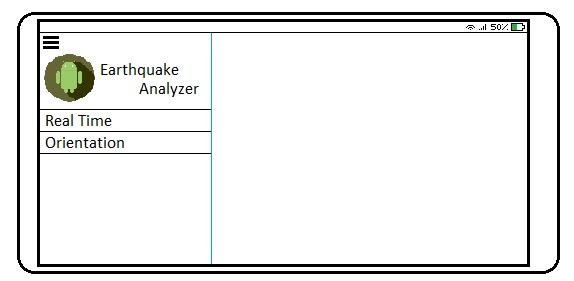 50%
Earthquake
Analyzer
Real Time
Orientation